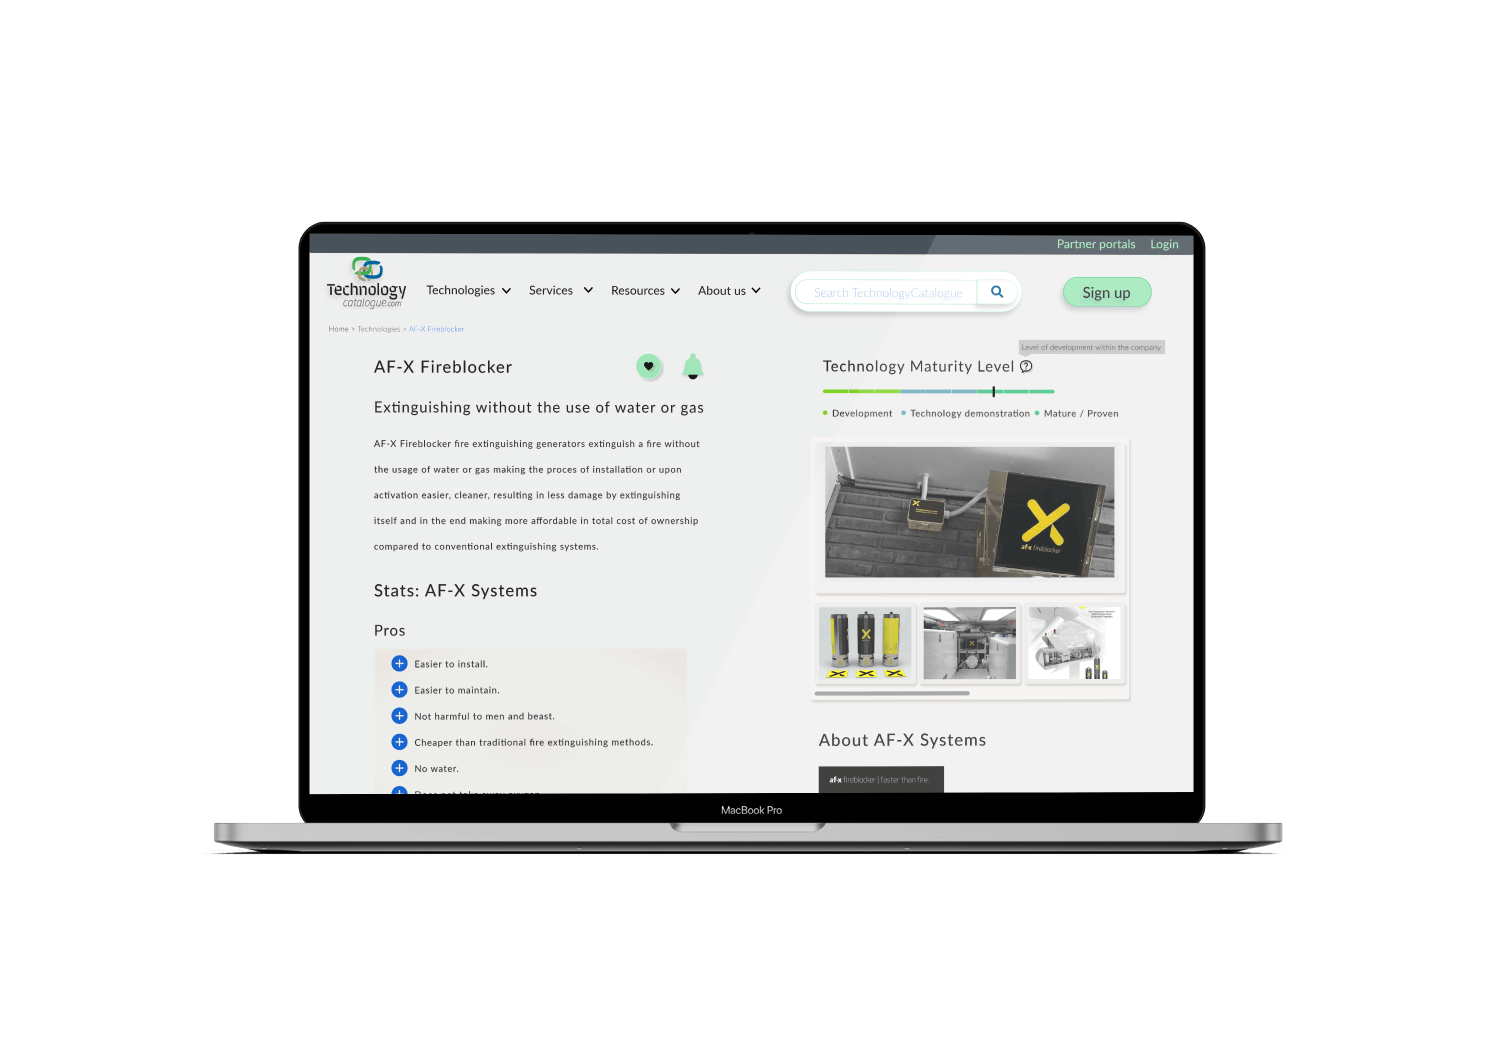 Partner portals Login
Technology
catalogue.com
Technologies Services Resources About us
Search TechnologyCatalogue
Sign up
Home > Technologies > AF-X Fireblocker
Level of development within the company
AF-X Fireblocker
Extinguishing without the use of water or gas
AF-X Fireblocker fire extinguishing generators extinguish a fire without
the usage of water or gas making the proces of installation or upon
activation easier, cleaner, resulting in less damage by extinguishing
itself and in the end making more affordable in total cost of ownership
compared to conventional extinguishing systems.
Stats: AF-X Systems
Pros
Easier to install.
Easier to maintain.
Not harmful to men and beast.
Cheaper than traditional fire extinguishing methods.
No water.
Technology Maturity Level ?
Development Technology demonstration Mature / Proven
X
af-x fireblocker
About AF-X Systems
af-x fireblocker | faster than fire.
MacBook Pro